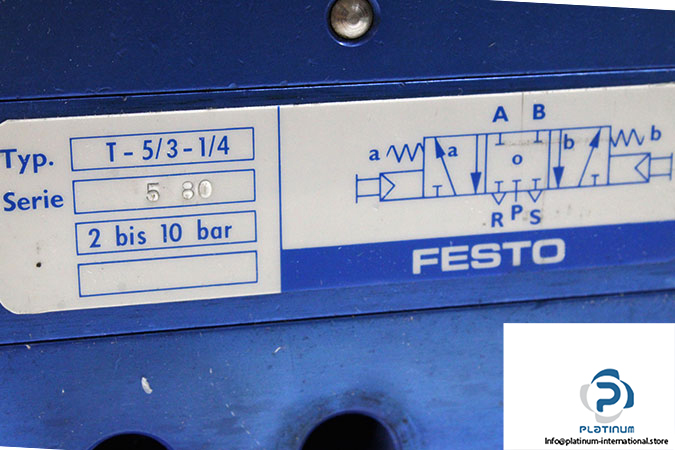 Typ. T-5/3-1/4
Serie 5 80
2 bis 10 bar
A B
a a o b b
R P S
FESTO
PLATINUM
Info@platinum-international.store